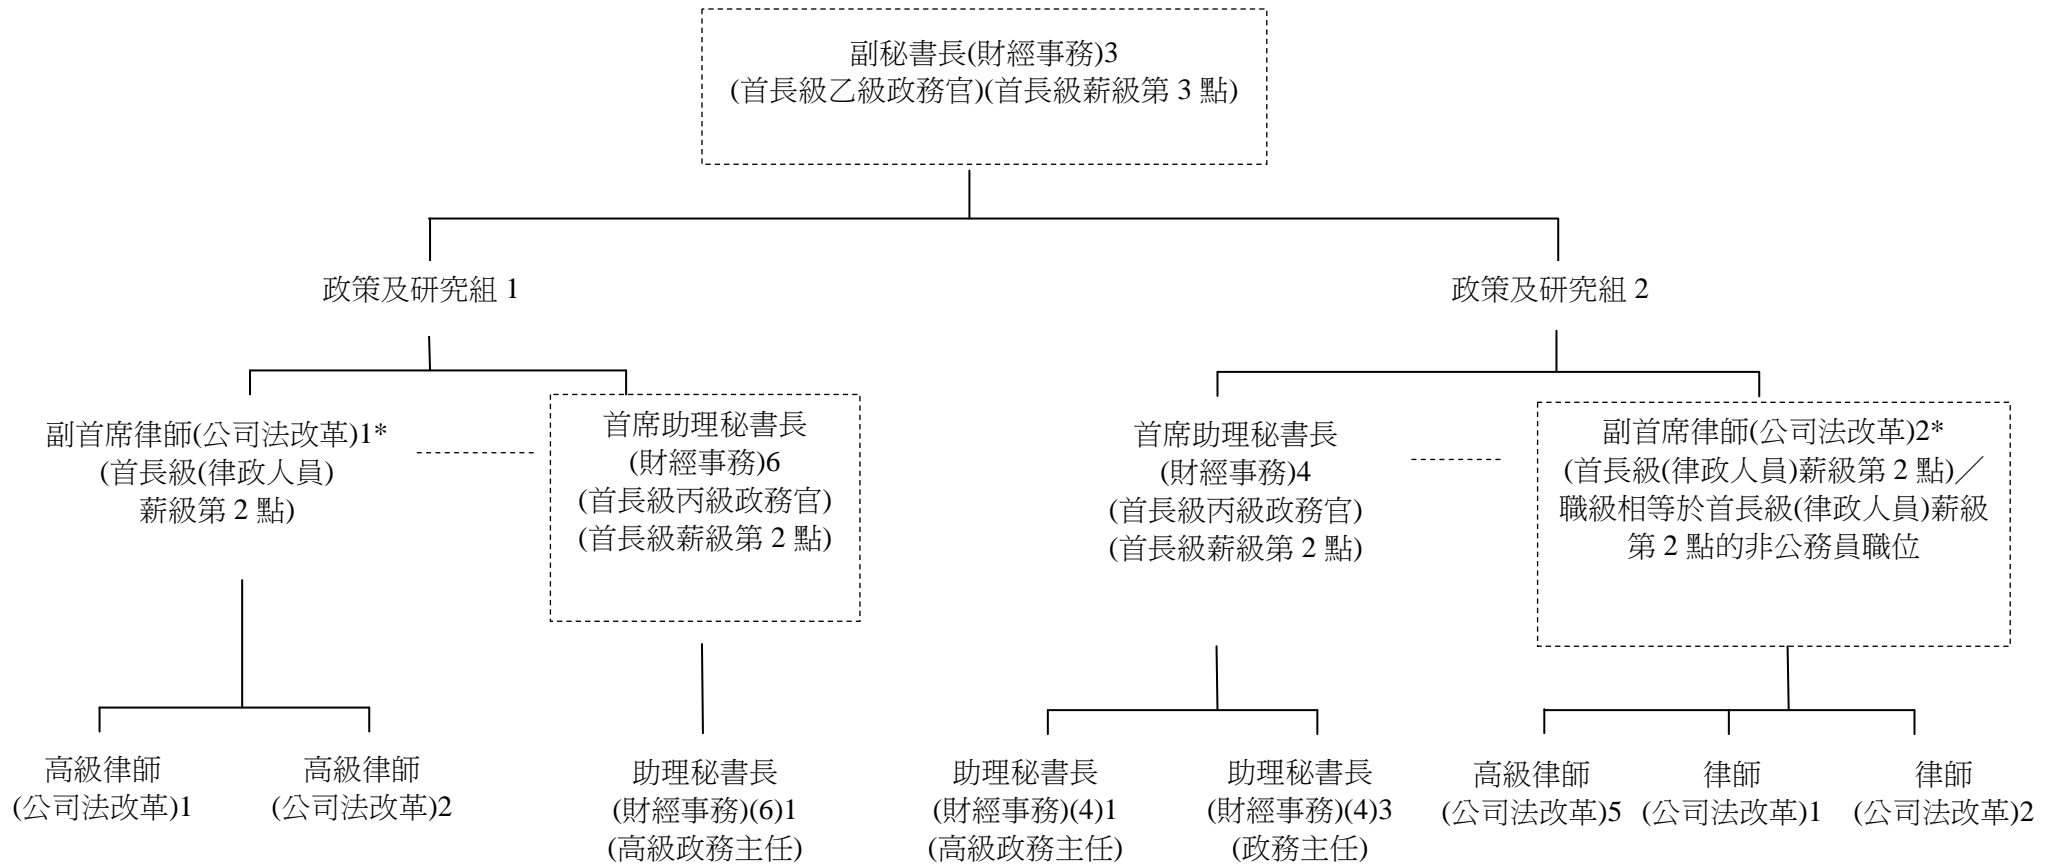 副秘書長(財經事務)3
(首長級乙級政務官)(首長級薪級第 3 點)
政策及研究組 1
政策及研究組 2
副首席律師(公司法改革)1*
(首長級(律政人員)
薪級第 2 點)
首席助理秘書長
(財經事務)6
(首長級丙級政務官)
(首長級薪級第 2 點)
首席助理秘書長
(財經事務)4
(首長級丙級政務官)
(首長級薪級第 2 點)
副首席律師(公司法改革)2*
(首長級(律政人員)薪級第 2 點)／
職級相等於首長級(律政人員)薪級
第 2 點的非公務員職位
高級律師
(公司法改革)1
高級律師
(公司法改革)2
助理秘書長
(財經事務)(6)1
(高級政務主任)
助理秘書長
(財經事務)(4)1
(高級政務主任)
助理秘書長
(財經事務)(4)3
(政務主任)
高級律師
(公司法改革)5
律師
(公司法改革)1
律師
(公司法改革)2